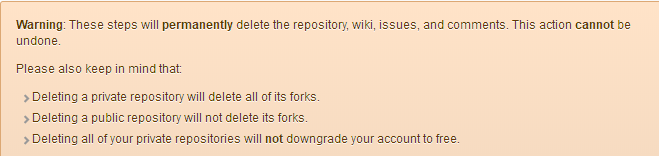 Warning: These steps will permanently delete the repository, wiki, issues, and comments. This action cannot be
undone.
Please also keep in mind that:
Deleting a private repository will delete all of its forks.
Deleting a public repository will not delete its forks.
Deleting all of your private repositories will not downgrade your account to free.